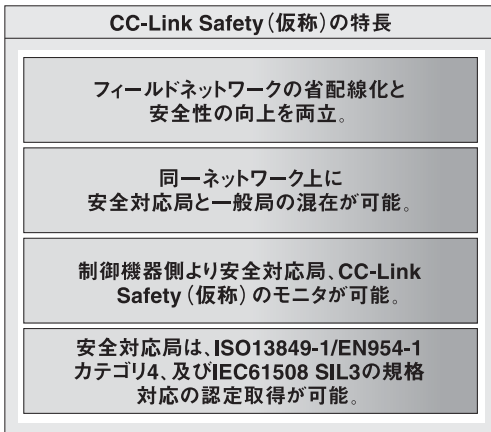 CC-Link Safety（仮称）の特長
フィールドネットワークの省配線化と
安全性の向上を両立。
同一ネットワーク上に
安全対応局と一般局の混在が可能。
制御機器側より安全対応局、CC-Link
Safety（仮称）のモニタが可能。
安全対応局は、ISO13849-1/EN954-1
カテゴリ4、及びIEC61508 SIL3の規格
対応の認定取得が可能。